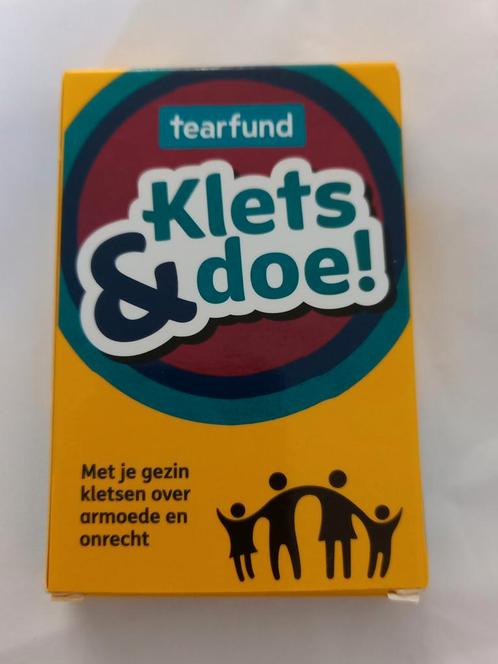 tearfund
Klets
& doe!
Met je gezin
kletsen over
armoede en
onrecht